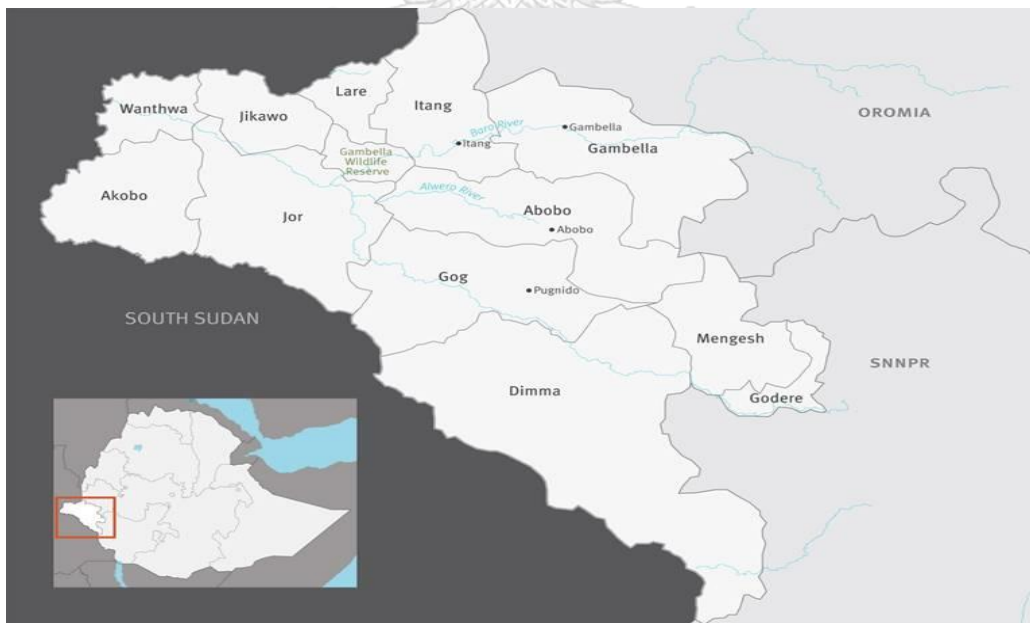 Wanthwa
Jikawo
Lare
Itang
Baro River
Itang
Gambella
Gambella
OROMIA
Gambella
Wildlife
Reserve
Akobo
Jor
Alwero River
Abobo
Abobo
Gog
Pugnido
SOUTH SUDAN
Mengesh
SNNPR
Dimma
Godere